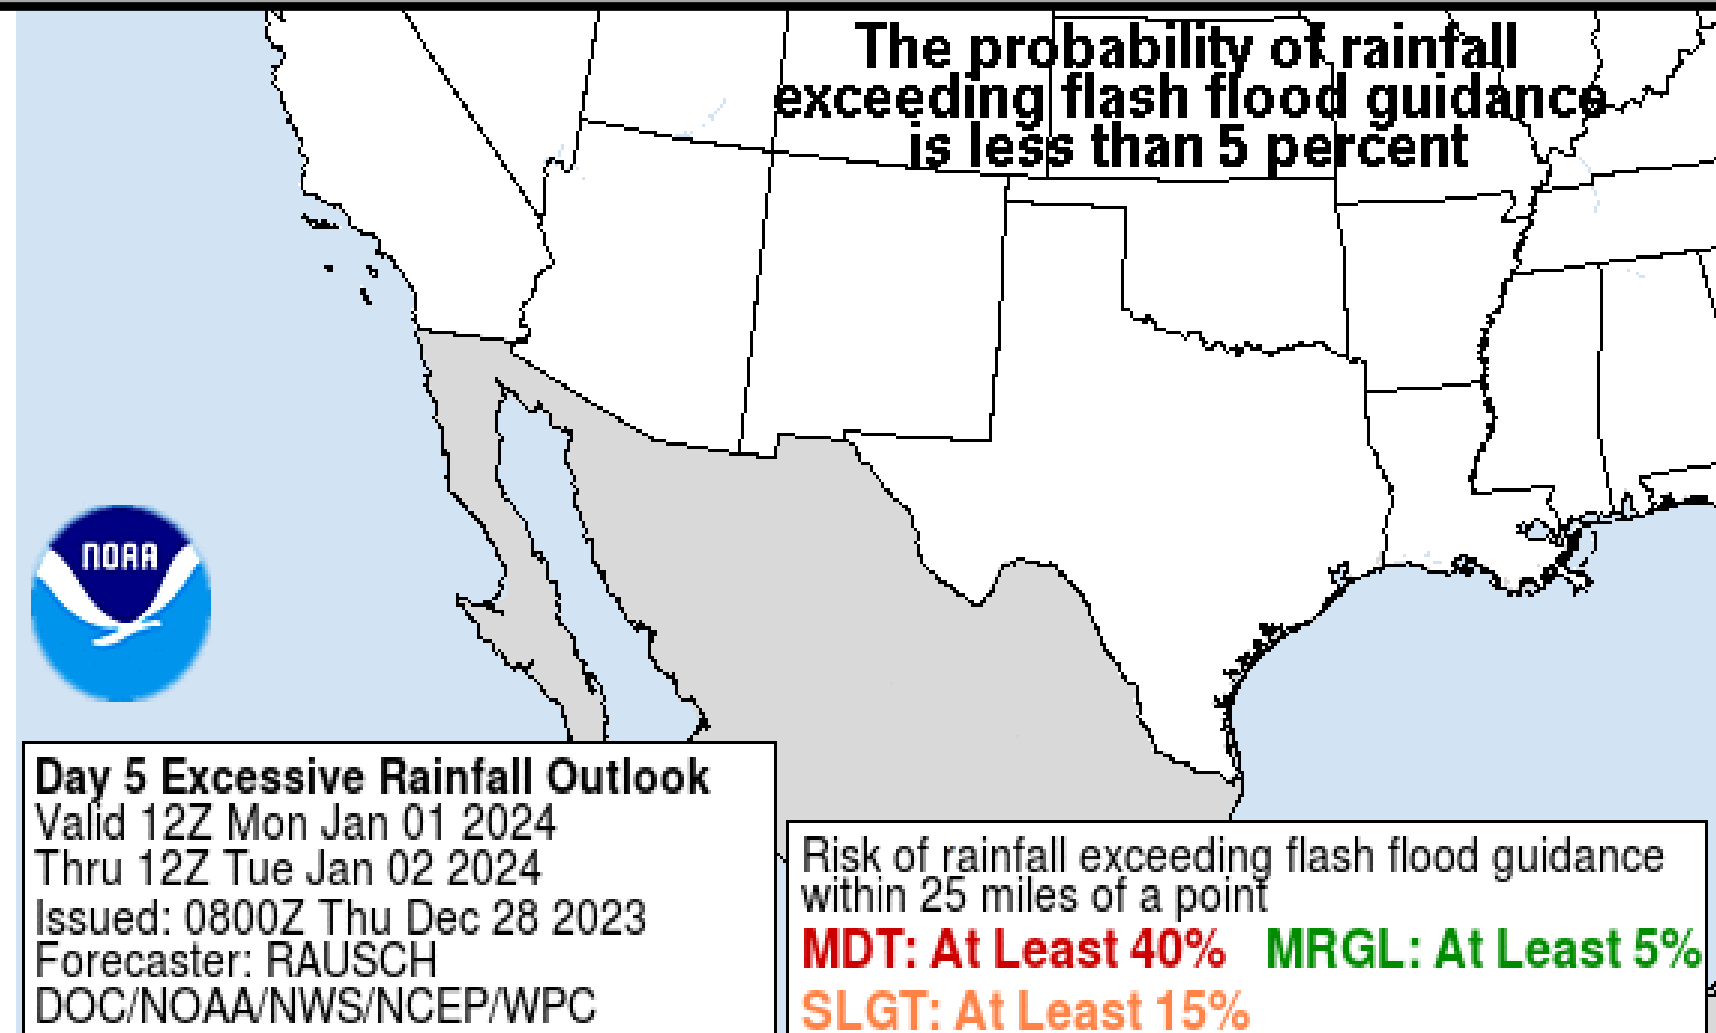 The probability of rainfall
exceeding flash flood guidance
is less than 5 percent
NOAA
Day 5 Excessive Rainfall Outlook
Valid 12Z Mon Jan 01 2024
Thru 12Z Tue Jan 02 2024
Issued: 0800Z Thu Dec 28 2023
Forecaster: RAUSCH
DOC/NOAA/NWS/NCEP/WPC
Risk of rainfall exceeding flash flood guidance
within 25 miles of a point
MDT: At Least 40% MRGL: At Least 5%
SLGT: At Least 15%